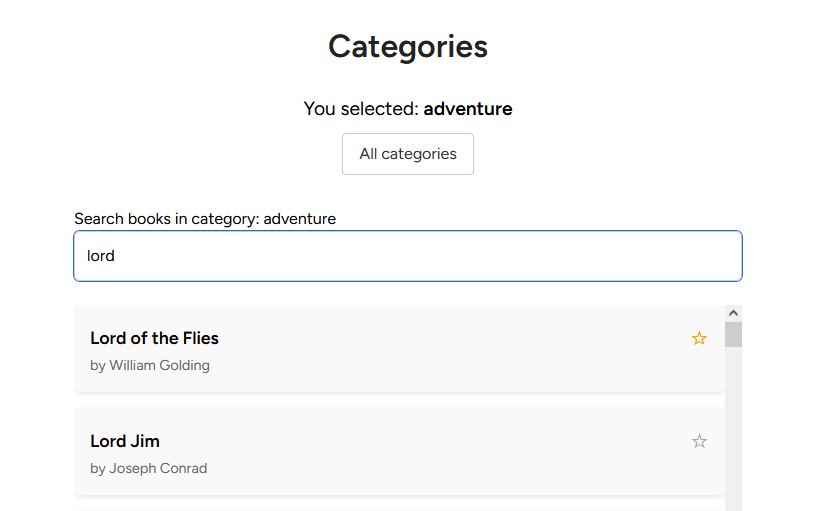 Categories
You selected: adventure
All categories
Search books in category: adventure
lord
Lord of the Flies
by William Golding
Lord Jim
by Joseph Conrad